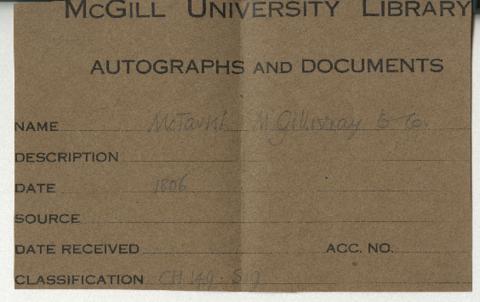 McGILL UNIVERSITY LIBRARY
AUTOGRAPHS AND DOCUMENTS
NAME McTavish McGillivray & Co.
DESCRIPTION
DATE 1806
SOURCE
DATE RECEIVED ACC. NO.
CLASSIFICATION CH149. S